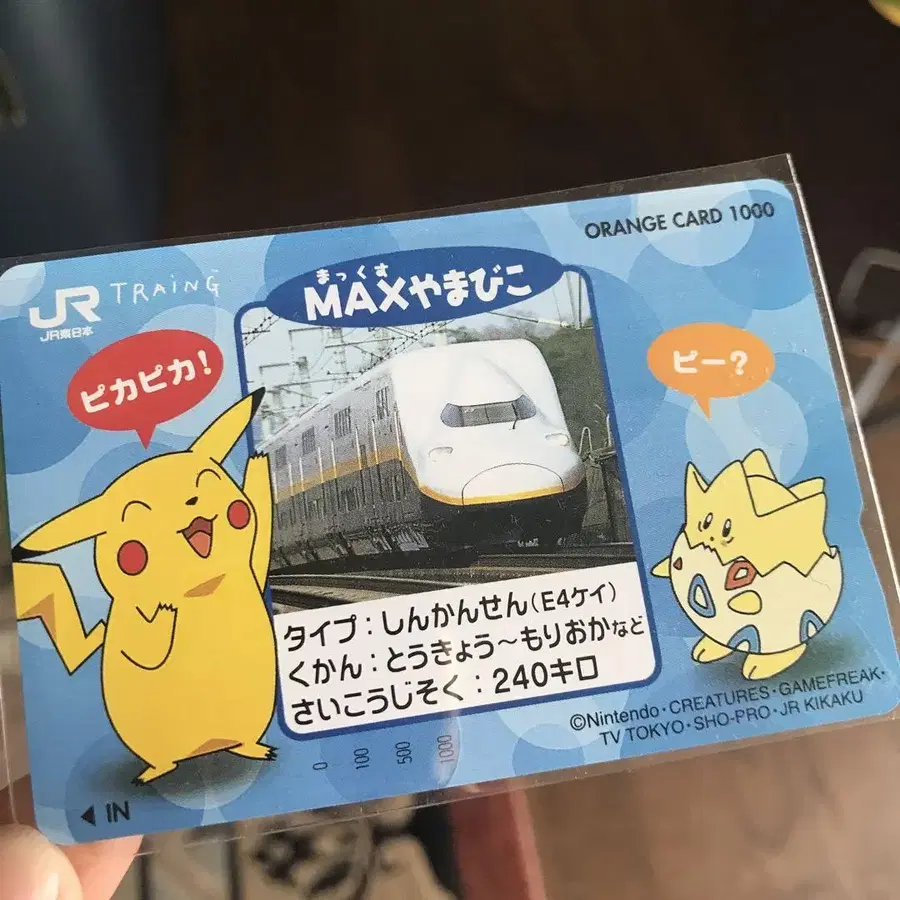 ORANGE CARD 1000
JR TRAING
JR東日本
まっくす
MAXやまびこ
ピカピカ!
ピー?
タイプ:しんかんせん(E4ケイ)
くかん:とうきょう〜もりおかなど
さいこうじそく:240キロ
©Nintendo・CREATURES・GAMEFREAK・
TV TOKYO・SHO-PRO・JR KIKAKU
0 100 500 1000
◀ IN